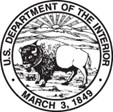 U.S. DEPARTMENT OF THE INTERIOR
MARCH 3, 1849